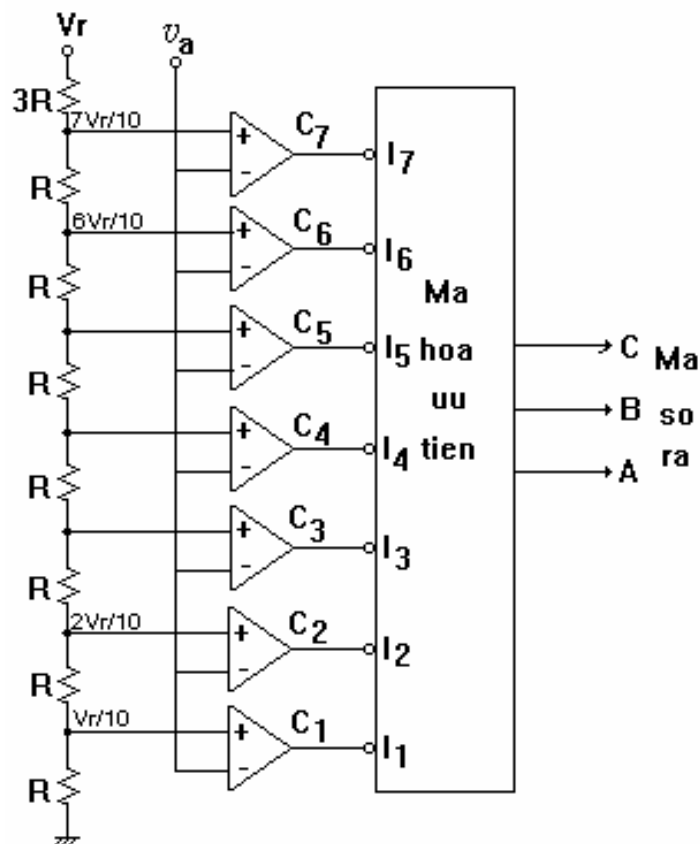 Vr
va
3R
7Vr/10
C7
I7
R
6Vr/10
C6
I6
R
C5
I5
R
C4
I4
R
C3
I3
R
2Vr/10
C2
I2
R
Vr/10
C1
I1
R
+
-
+
-
+
-
+
-
+
-
+
-
+
-
Ma
hoa
uu
tien
C
B
A
Ma
so
ra